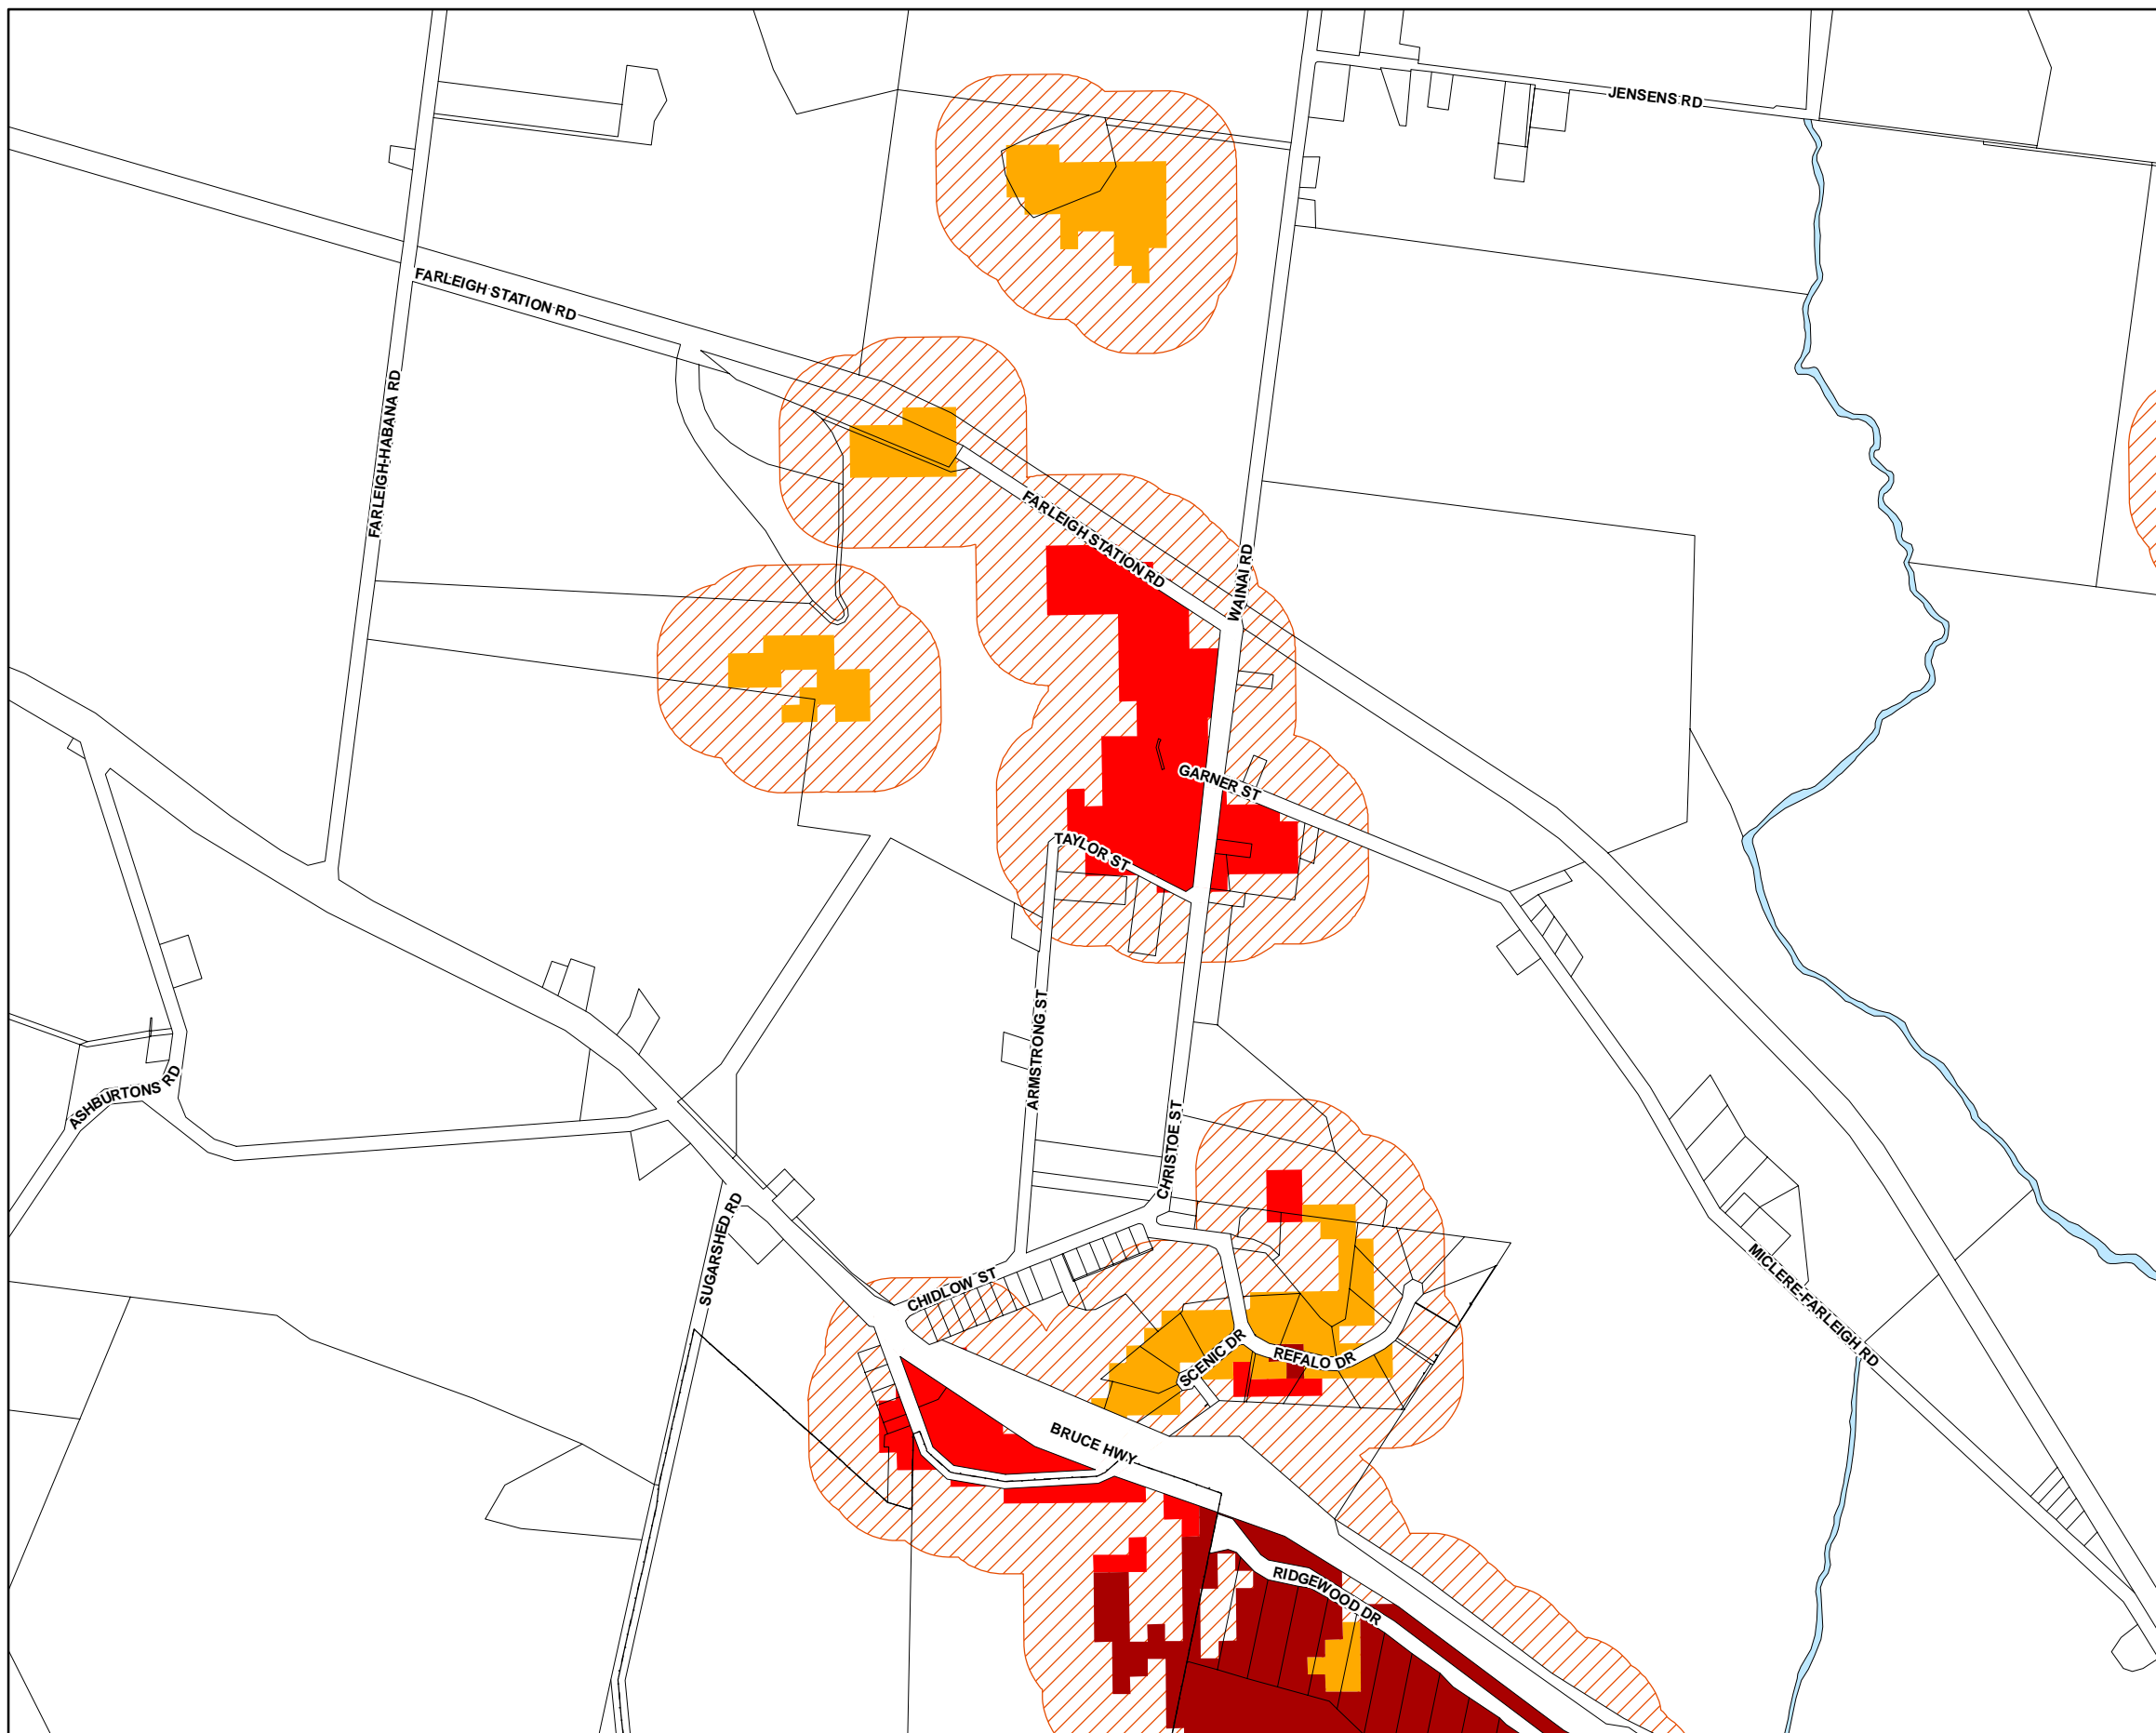 JENSENS RD
FARLEIGH STATION RD
FARLEIGH-HABANA RD
FARLEIGH STATION RD
WAINAI RD
GARNER ST
TAYLOR ST
ARMSTRONG ST
ASHBURTONS RD
CHRISTOE ST
SUGARSHED RD
MICLERE-FARLEIGH RD
CHIDLOW ST
SCENIC DR
REFALO DR
BRUCE HWY
RIDGEWOOD DR